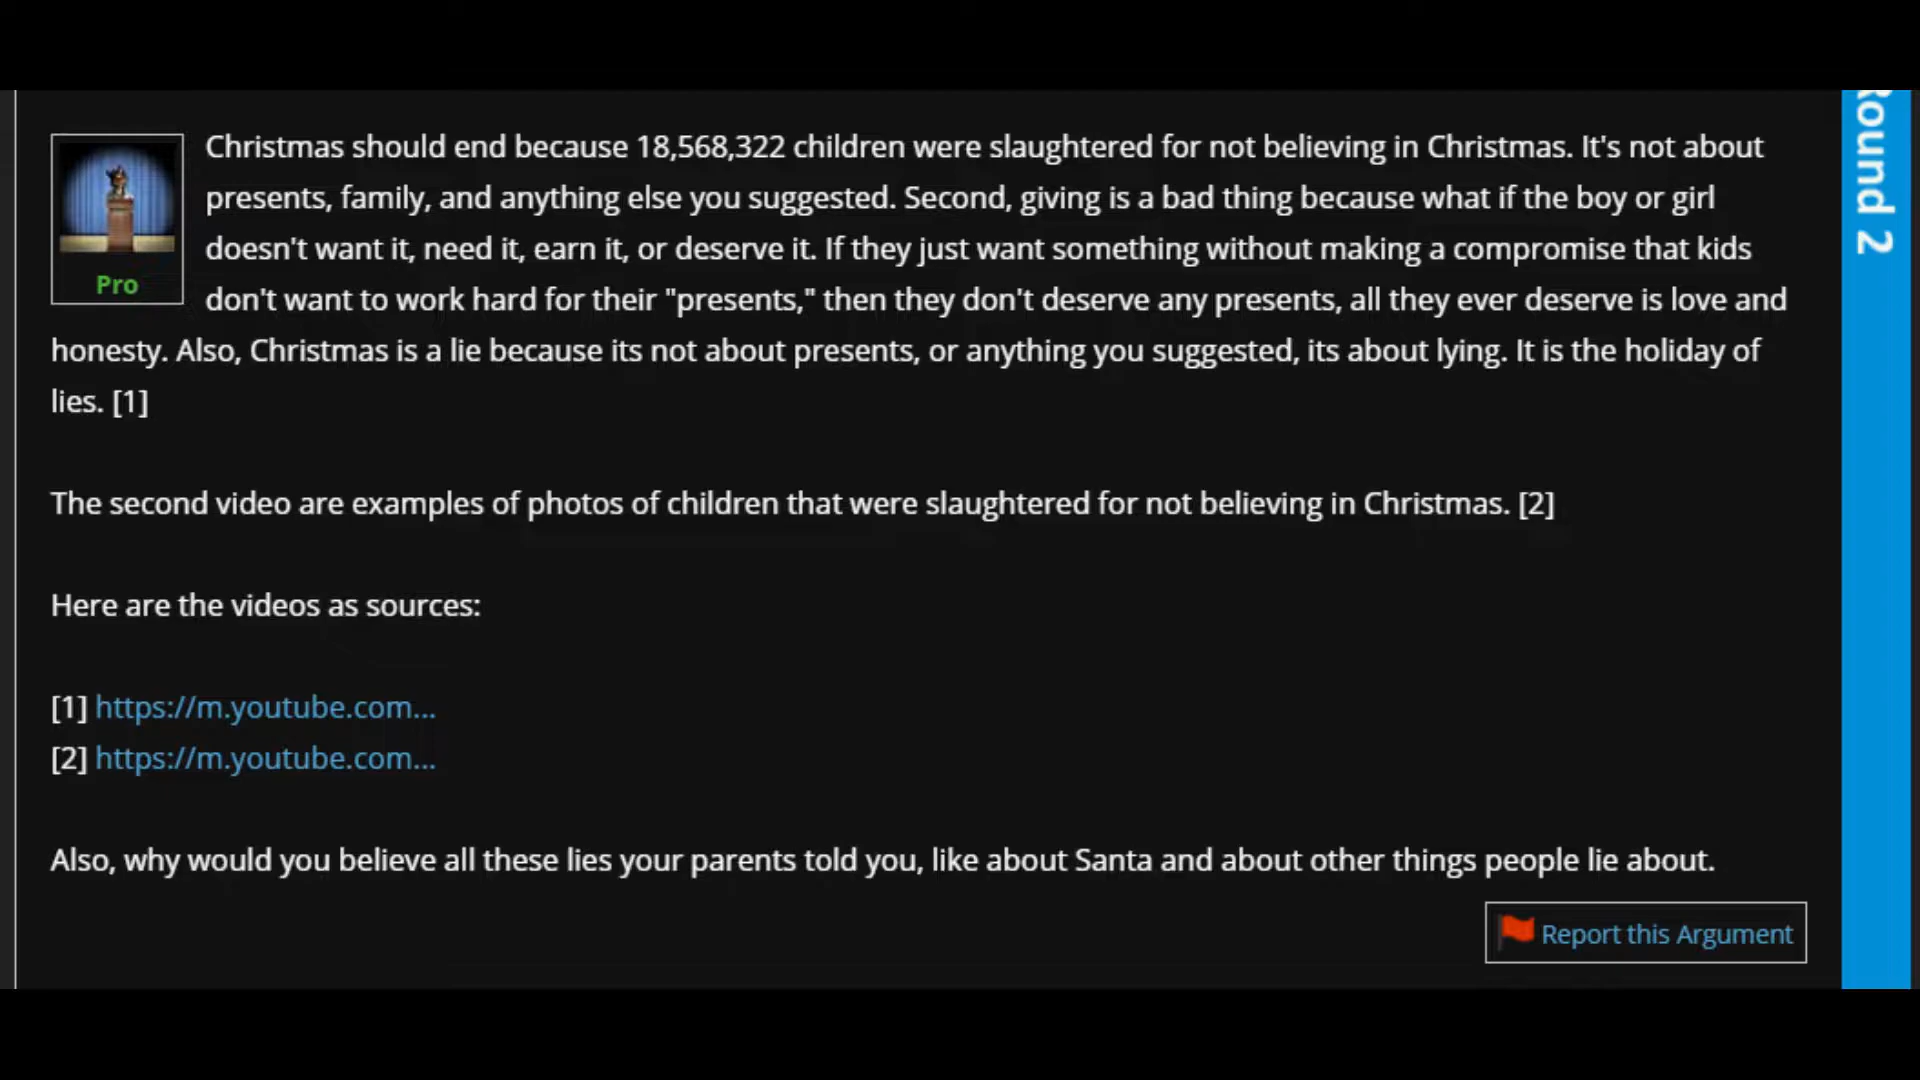 Christmas should end because 18,568,322 children were slaughtered for not believing in Christmas. It's not about
presents, family, and anything else you suggested. Second, giving is a bad thing because what if the boy or girl
doesn't want it, need it, earn it, or deserve it. If they just want something without making a compromise that kids
Pro
don't want to work hard for their "presents," then they don't deserve any presents, all they ever deserve is love and
honesty. Also, Christmas is a lie because its not about presents, or anything you suggested, its about lying. It is the holiday of
lies. [1]
The second video are examples of photos of children that were slaughtered for not believing in Christmas. [2]
Here are the videos as sources:
[1] https://m.youtube.com...
[2] https://m.youtube.com...
Also, why would you believe all these lies your parents told you, like about Santa and about other things people lie about.
Report this Argument
Round 2